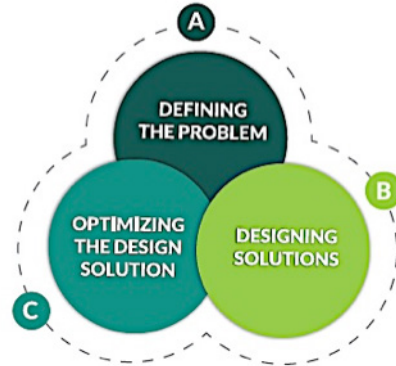 A
DEFINING
THE PROBLEM
B
DESIGNING
SOLUTIONS
OPTIMIZING
THE DESIGN
SOLUTION
C